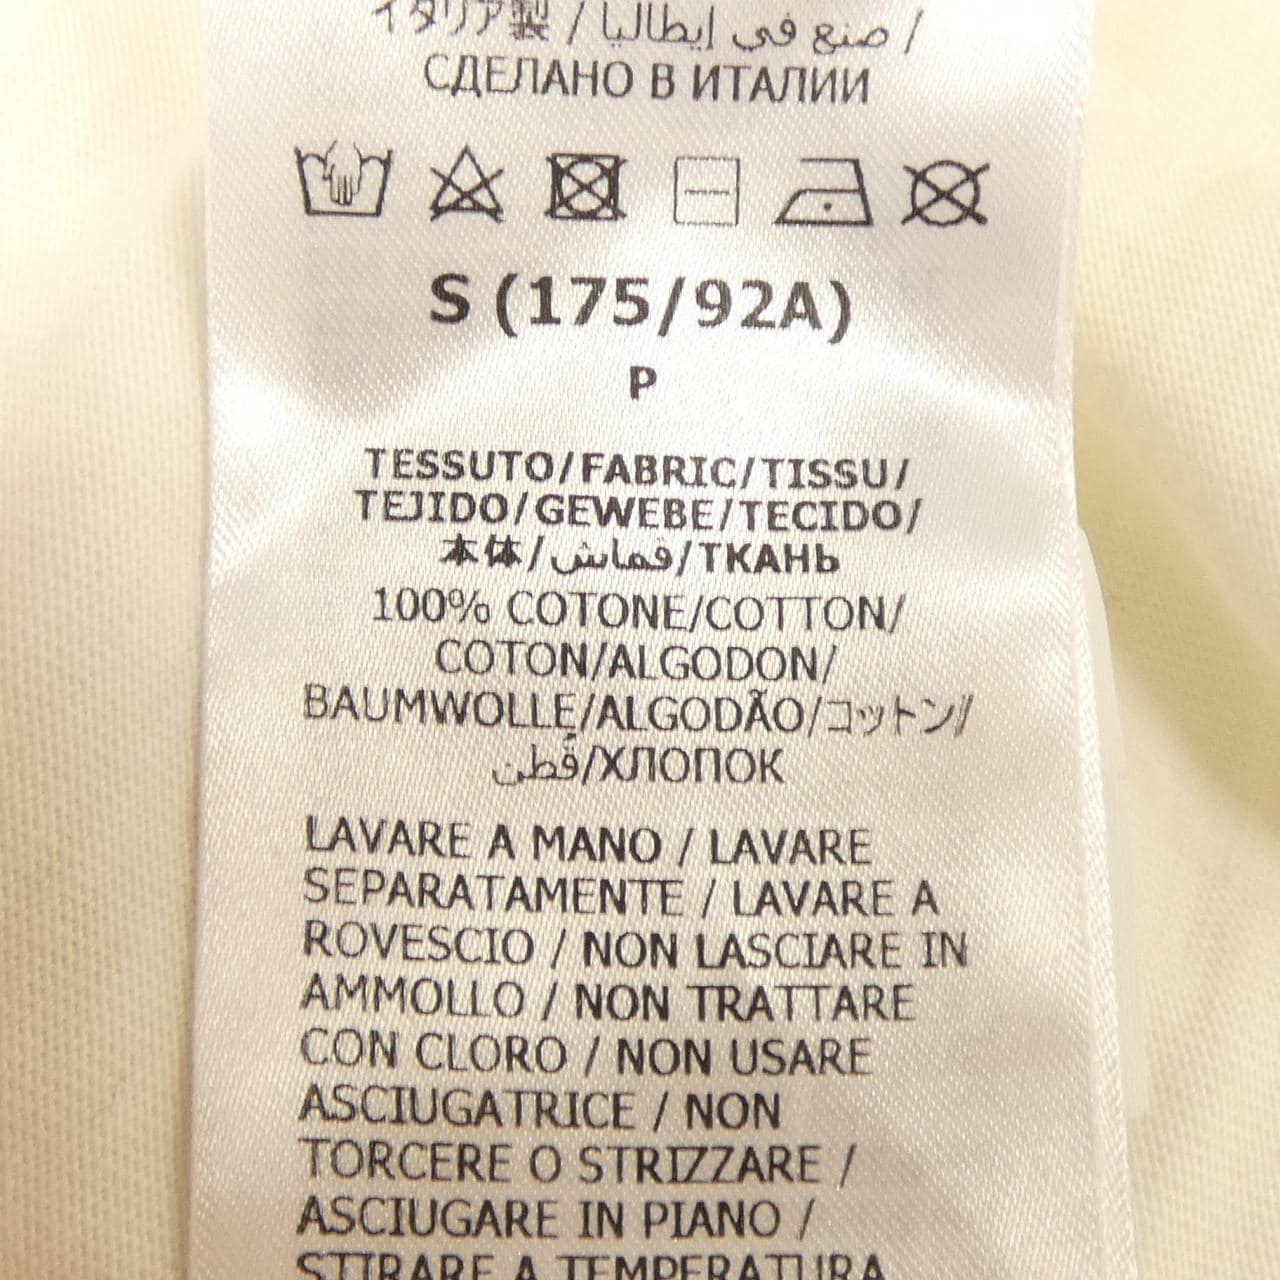 イタリア製 / صنع في إيطاليا /
СДЕЛАНО В ИТАЛИИ
S (175/92A)
P
TESSUTO/FABRIC/TISSU/
TEJIDO/GEWEBE/TECIDO/
本体/قماش/ТКАНЬ
100% COTONE/COTTON/
COTON/ALGODON/
BAUMWOLLE/ALGODÃO/コットン/
قطن/ХЛОПОК
LAVARE A MANO / LAVARE
SEPARATAMENTE / LAVARE A
ROVESCIO / NON LASCIARE IN
AMMOLLO / NON TRATTARE
CON CLORO / NON USARE
ASCIUGATRICE / NON
TORCERE O STRIZZARE /
ASCIUGARE IN PIANO /
STIRARE A TEMPERATURA